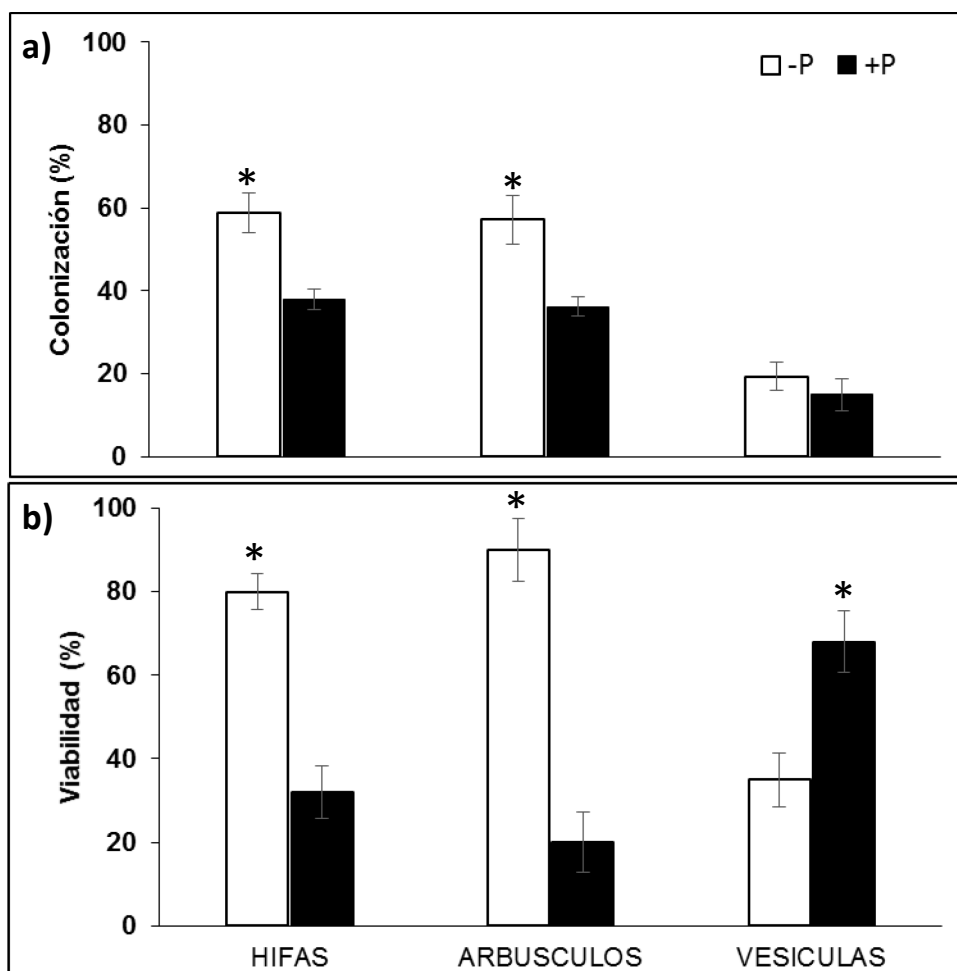 a)
-P +P
Colonización (%)
100
80
60
40
20
0
* *
b)
Viabilidad (%)
100
80
60
40
20
0
* * *
HIFAS ARBUSCULOS VESICULAS